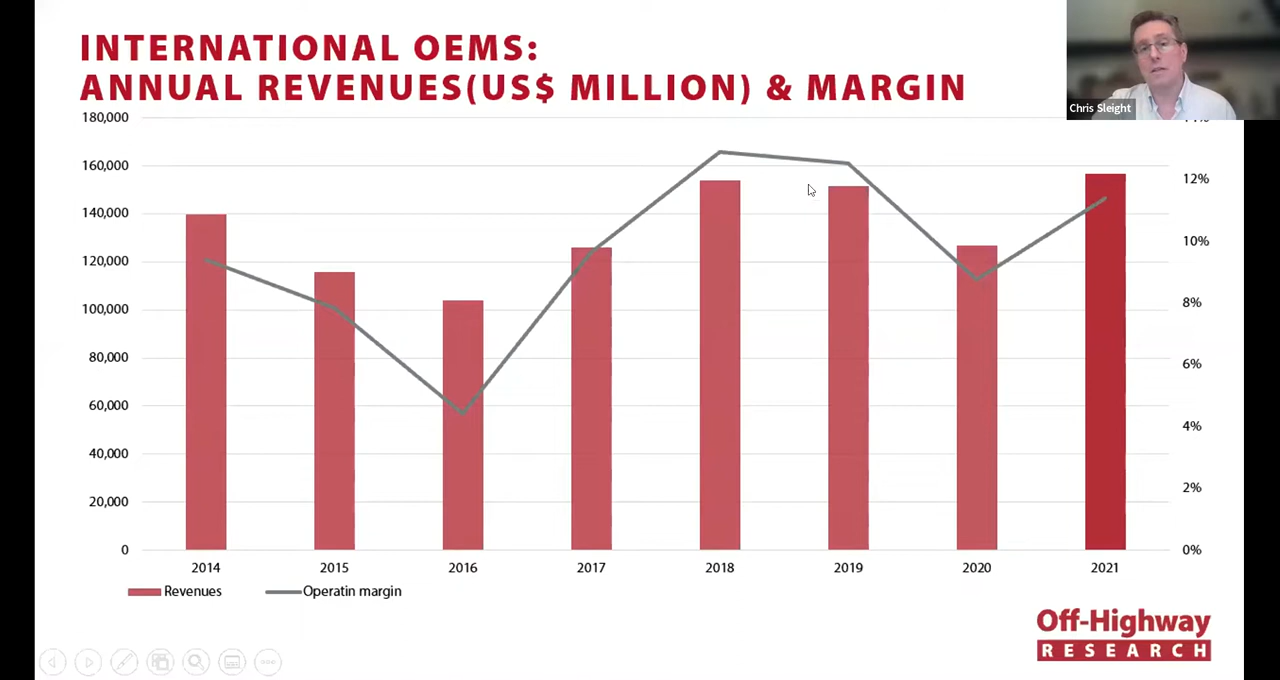 INTERNATIONAL OEMS:
ANNUAL REVENUES(US$ MILLION) & MARGIN
Chris Sleight
180,000
160,000
140,000
120,000
100,000
80,000
60,000
40,000
20,000
0
12%
10%
8%
6%
4%
2%
0%
2014 2015 2016 2017 2018 2019 2020 2021
Revenues Operatin margin
Off-Highway
RESEARCH